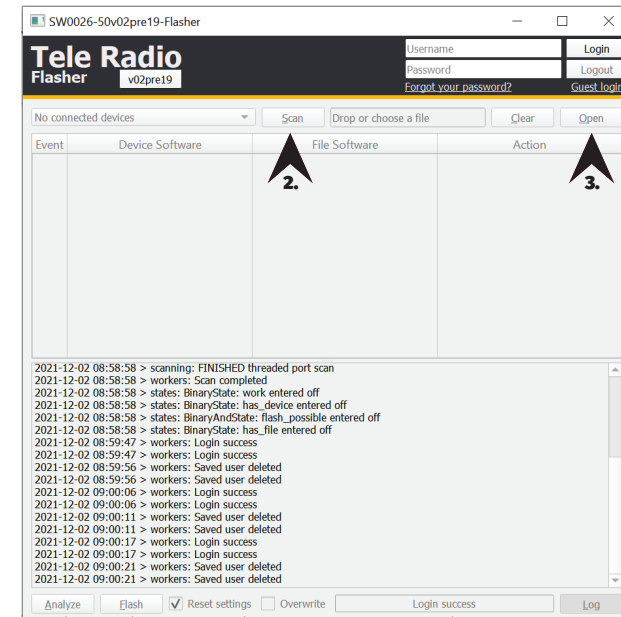 SW0026-50v02pre19-Flasher
Tele Radio
Flasher v02pre19
Username Login
Password Logout
Forgot your password? Guest login
No connected devices Scan Drop or choose a file Clear Open
Event Device Software File Software Action
2. 3.
2021-12-02 08:58:58 > scanning: FINISHED threaded port scan
2021-12-02 08:58:58 > workers: Scan completed
2021-12-02 08:58:58 > states: BinaryState: work entered off
2021-12-02 08:58:58 > states: BinaryState: has_device entered off
2021-12-02 08:58:58 > states: BinaryAndState: flash_possible entered off
2021-12-02 08:58:58 > states: BinaryState: has_file entered off
2021-12-02 08:59:47 > workers: Login success
2021-12-02 08:59:47 > workers: Login success
2021-12-02 08:59:56 > workers: Saved user deleted
2021-12-02 08:59:56 > workers: Saved user deleted
2021-12-02 09:00:06 > workers: Login success
2021-12-02 09:00:06 > workers: Login success
2021-12-02 09:00:11 > workers: Saved user deleted
2021-12-02 09:00:11 > workers: Saved user deleted
2021-12-02 09:00:17 > workers: Login success
2021-12-02 09:00:17 > workers: Login success
2021-12-02 09:00:21 > workers: Saved user deleted
2021-12-02 09:00:21 > workers: Saved user deleted
Analyze Flash Reset settings Overwrite Login success Log